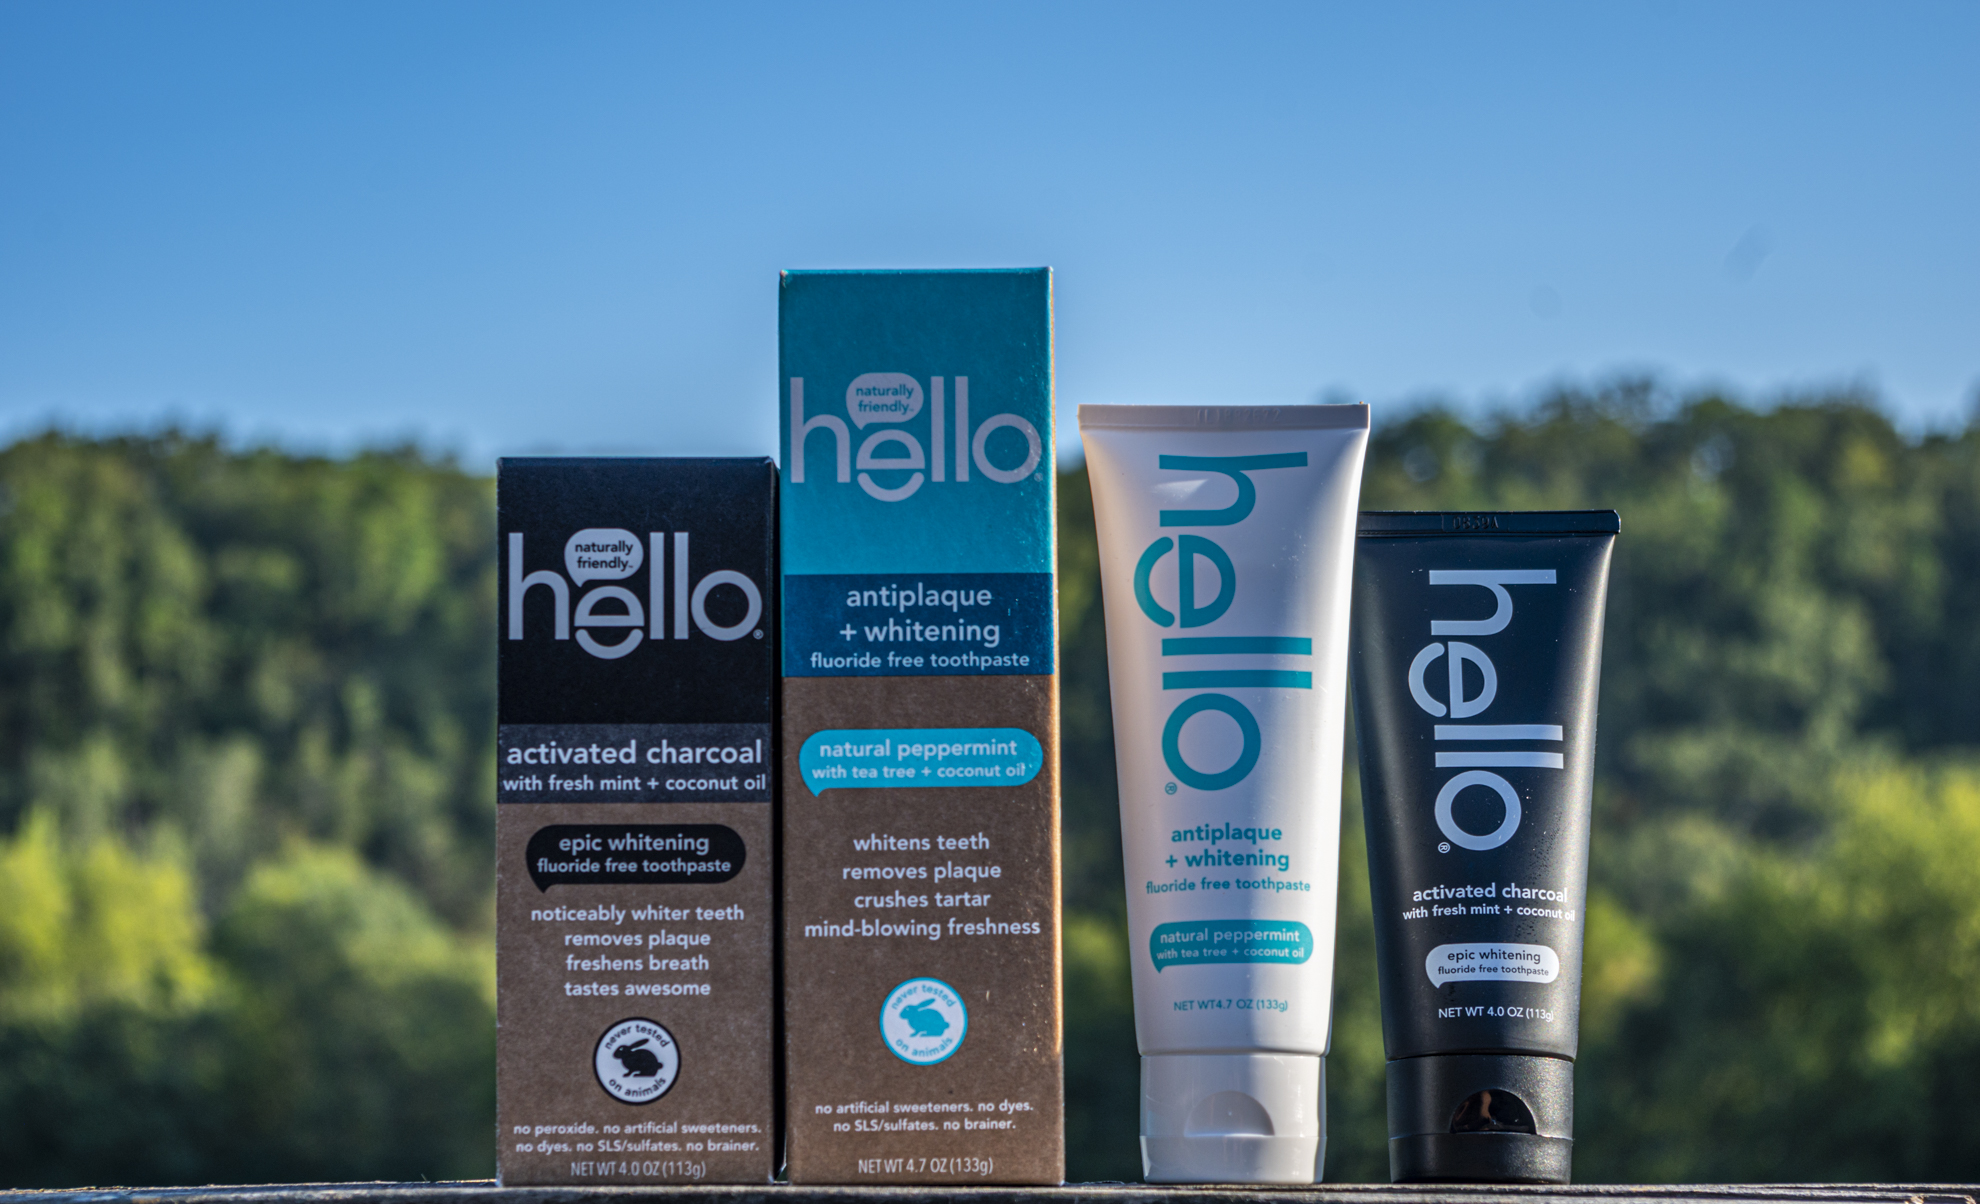 naturally
friendly™
hello®
activated charcoal
with fresh mint + coconut oil
epic whitening
fluoride free toothpaste
noticeably whiter teeth
removes plaque
freshens breath
tastes awesome
never tested
on animals
no peroxide. no artificial sweeteners.
no dyes. no SLS/sulfates. no brainer.
NET WT 4.0 OZ (113g)
naturally
friendly™
hello®
antiplaque
+ whitening
fluoride free toothpaste
natural peppermint
with tea tree + coconut oil
whitens teeth
removes plaque
crushes tartar
mind-blowing freshness
never tested
on animals
no artificial sweeteners. no dyes.
no SLS/sulfates. no brainer.
NET WT 4.7 OZ (133g)
hello®
antiplaque
+ whitening
fluoride free toothpaste
natural peppermint
with tea tree + coconut oil
NET WT4.7 OZ (133g)
hello®
activated charcoal
with fresh mint + coconut oil
epic whitening
fluoride free toothpaste
NET WT 4.0 OZ (113g)